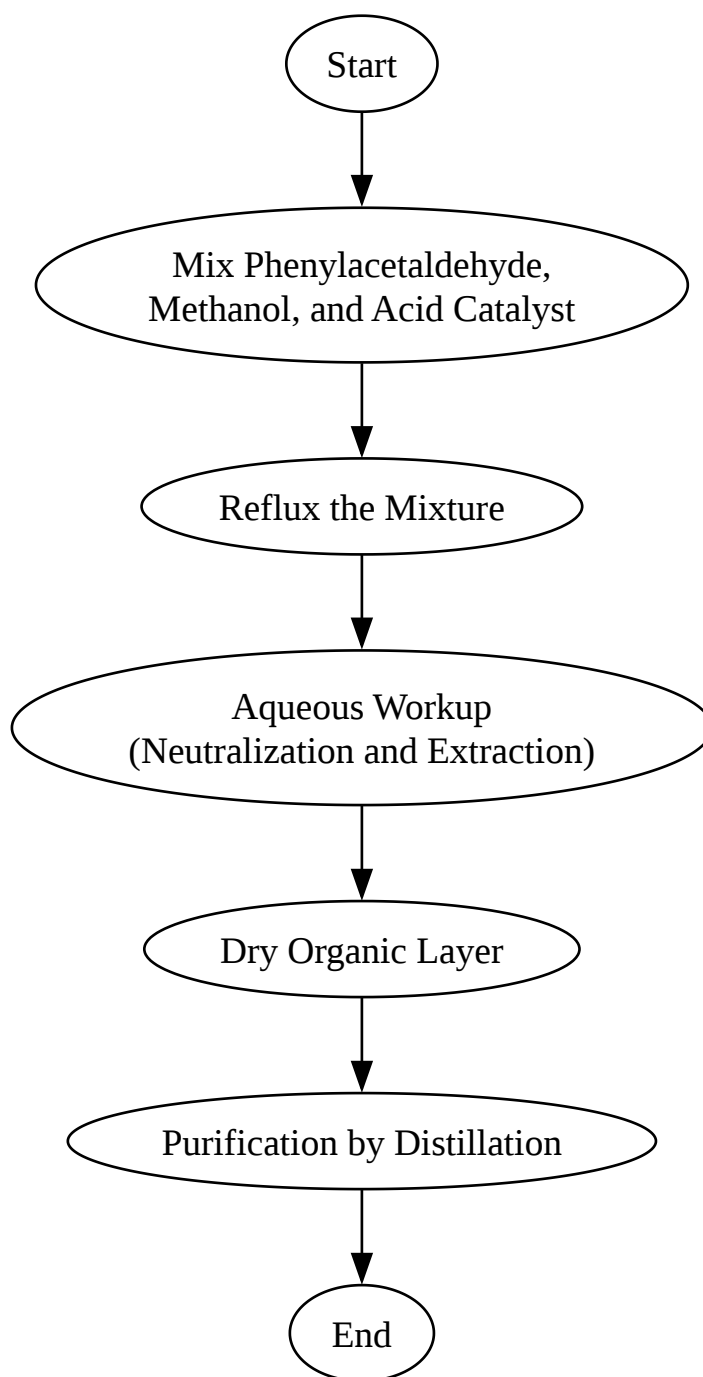 Start
Mix Phenylacetaldehyde,
Methanol, and Acid Catalyst
Reflux the Mixture
Aqueous Workup
(Neutralization and Extraction)
Dry Organic Layer
Purification by Distillation
End